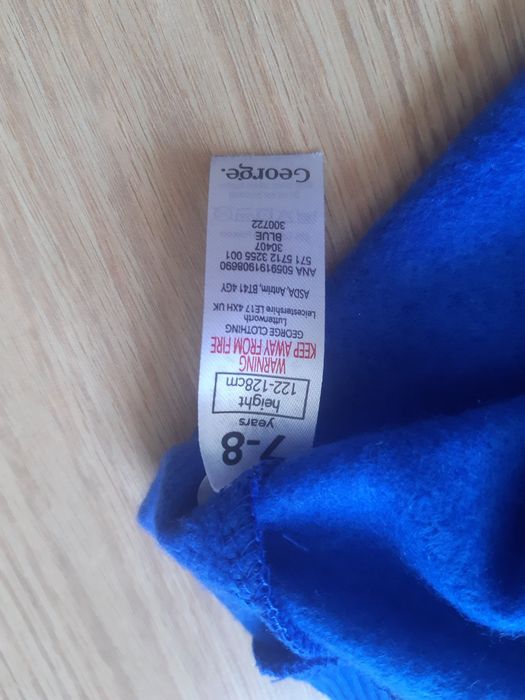 7-8
years
height
122-128cm
WARNING
KEEP AWAY FROM FIRE
GEORGE CLOTHING
Lutterworth
Leicestershire LE17 4XH UK
ASDA, Antrim, BT41 4GY
ANA 5059191908690
571 5712 3255 001
30407
BLUE
300722
George.